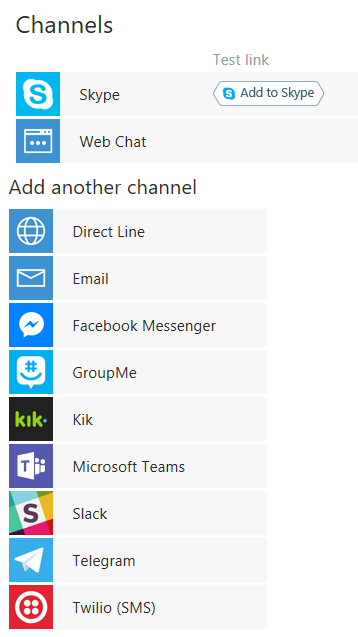 Channels
Test link
Skype
Add to Skype
Web Chat
Add another channel
Direct Line
Email
Facebook Messenger
GroupMe
kik.
Kik
Microsoft Teams
Slack
Telegram
Twilio (SMS)